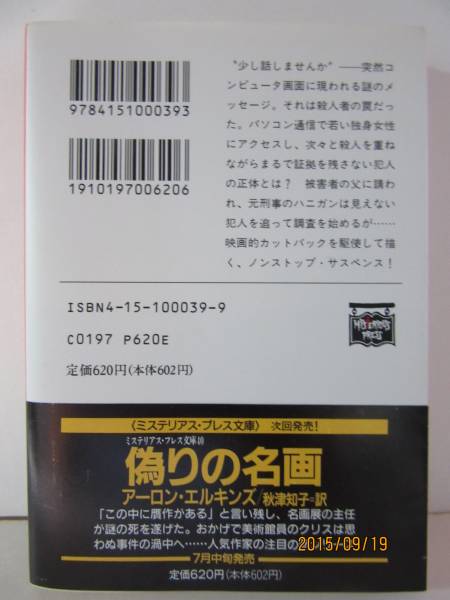 “少し話しませんか”――突然コ
ンピュータ画面に現われる謎のメ
ッセージ。それは殺人者の罠だっ
た。パソコン通信で若い独身女性
にアクセスし、次々と殺人を重ね
ながらまるで証拠を残さない犯人
の正体とは？　被害者の父に請わ
れ、元刑事のハニガンは見えない
犯人を追って調査を始めるが……
映画的カットバックを駆使して描
く、ノンストップ・サスペンス！
9784151000393
1910197006206
ISBN4-15-100039-9
C0197 P620E
定価620円(本体602円)
MYSTERIOUS
PRESS
〈ミステリアス・プレス文庫〉 次回発売！
ミステリアス・プレス文庫40
偽りの名画
アーロン・エルキンズ／秋津知子=訳
「この中に贋作がある」と言い残し、名画展の主任
が謎の死を遂げた。おかげで美術館員のクリスは思
わぬ事件の渦中へ……人気作家の注目の
7月中旬発売
定価620円(本体602円)
2015/09/19